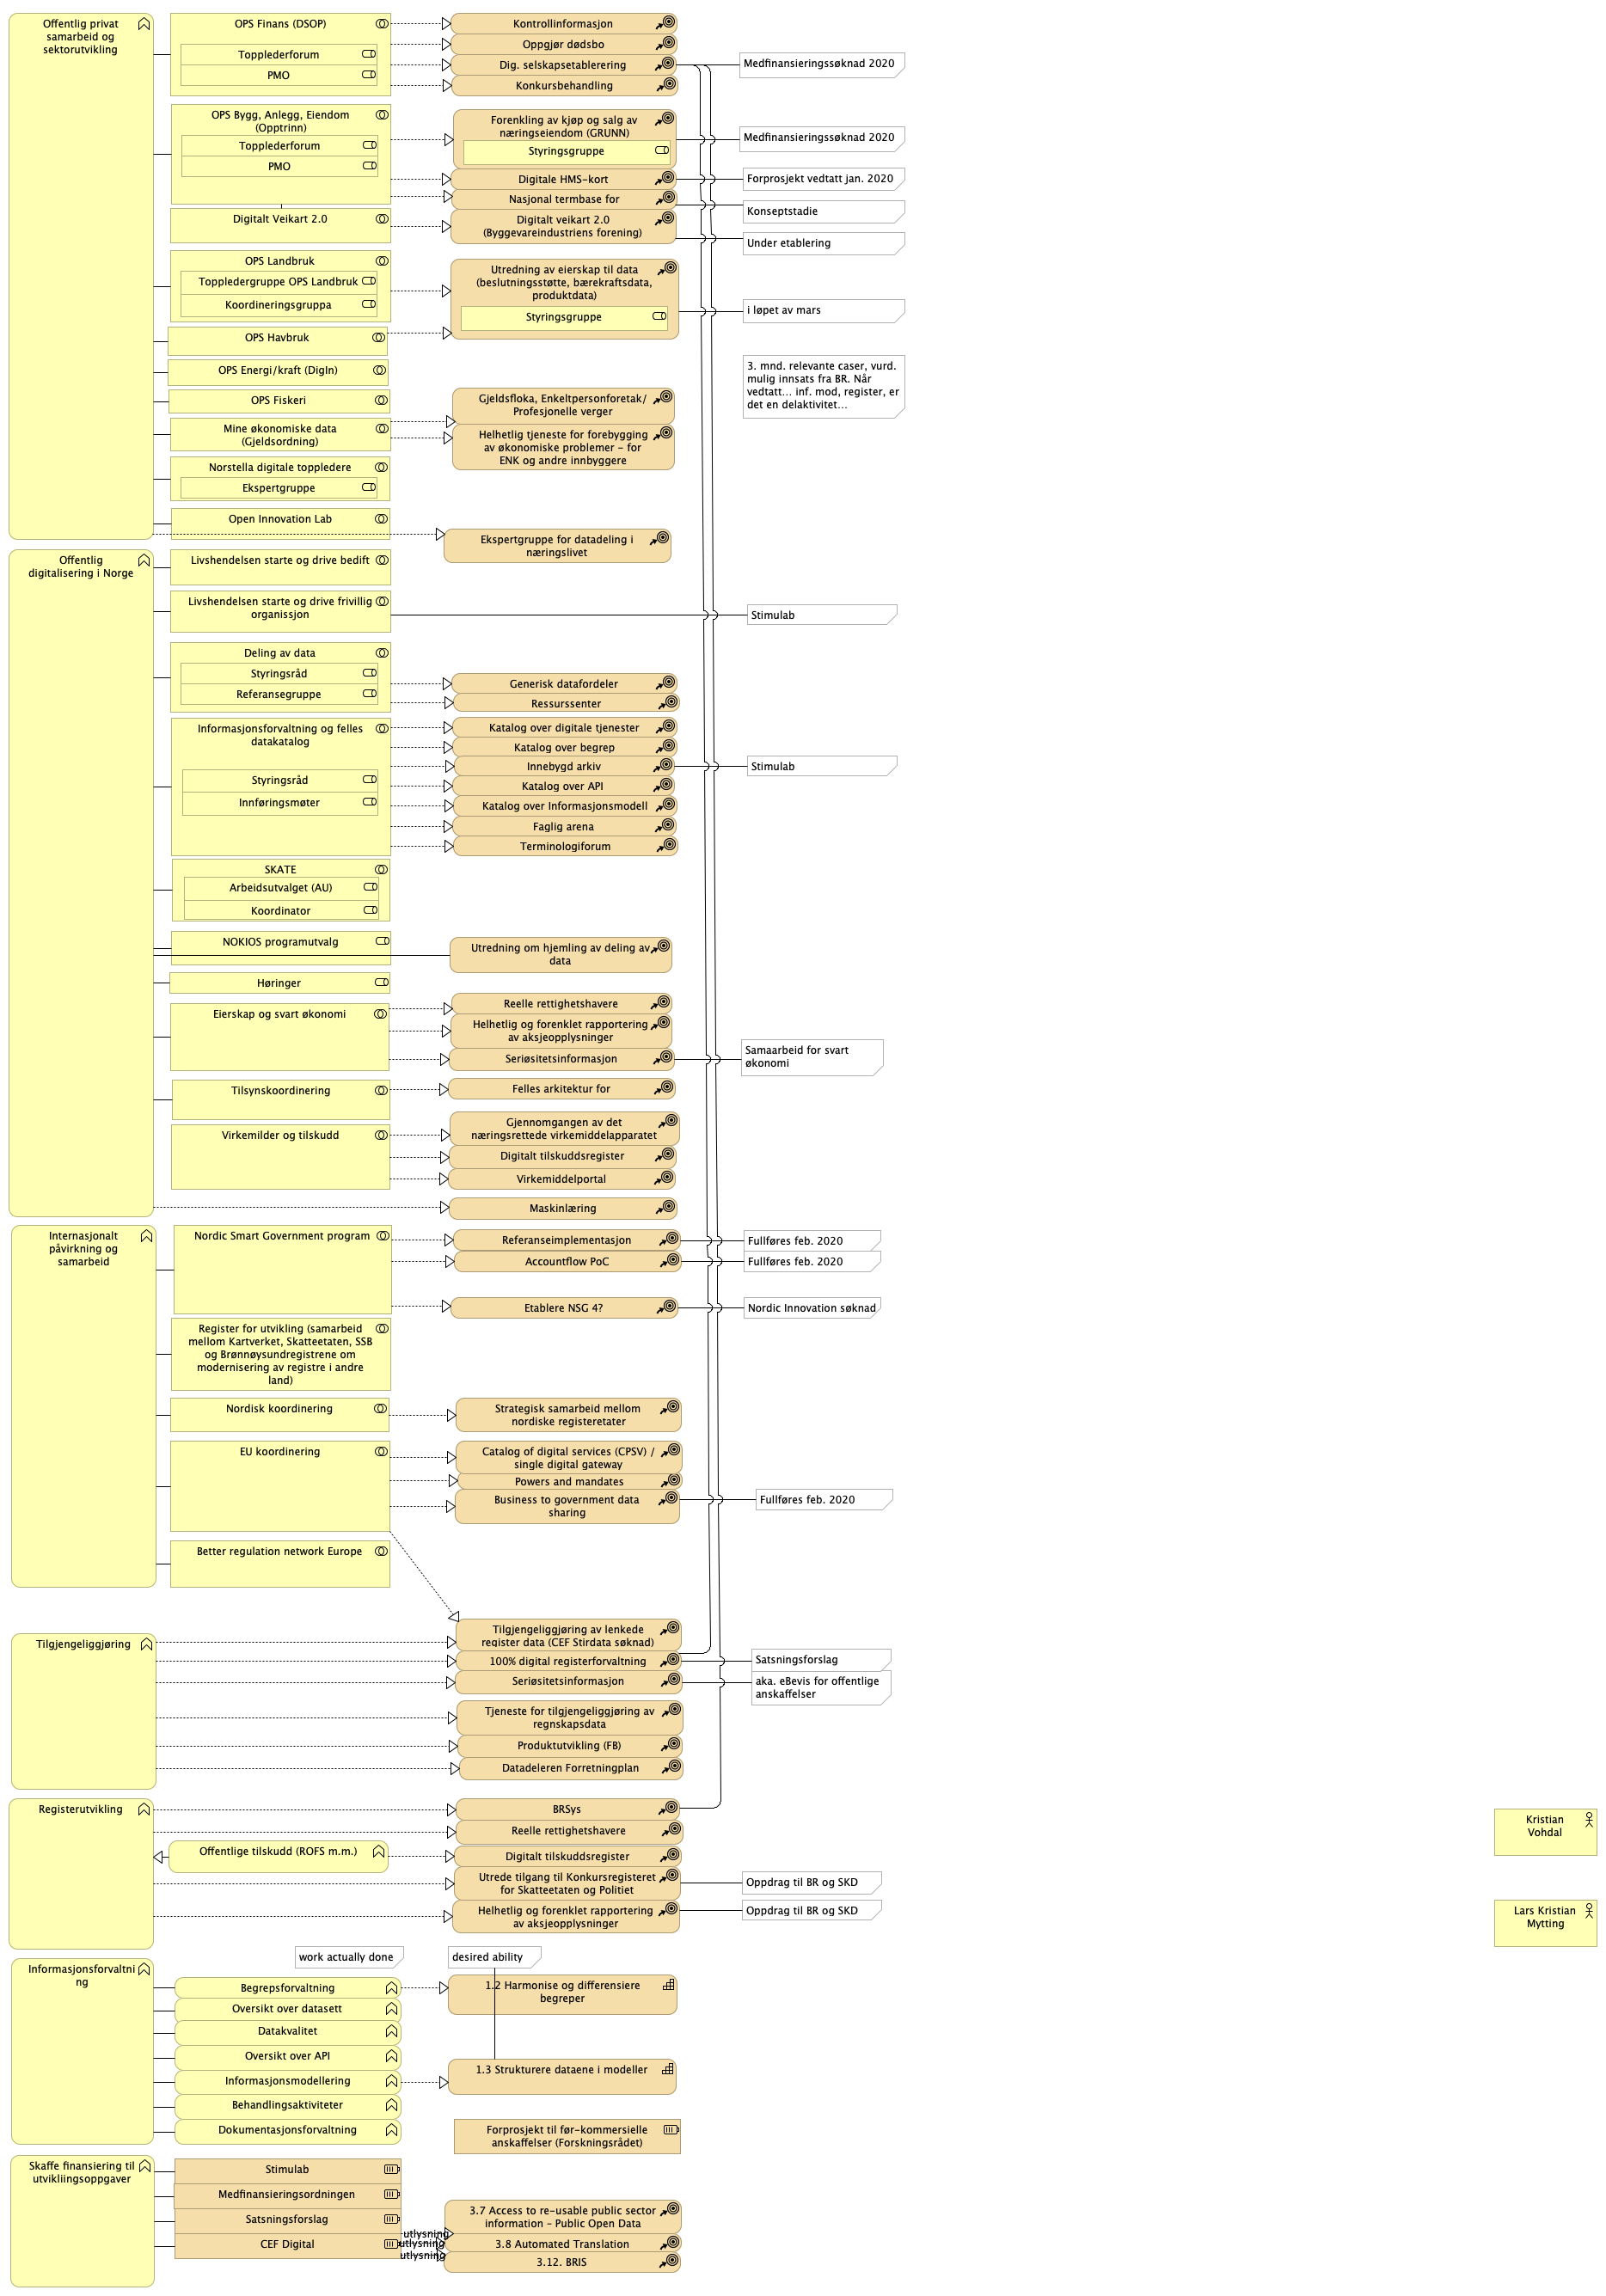 Offentlig privat
samarbeid og
sektorutvikling
OPS Finans (DSOP)
Topplederforum
PMO
Kontrollinformasjon
Oppgjør dødsbo
Dig. selskapsetablerering
Konkursbehandling
Medfinansieringssøknad 2020
OPS Bygg, Anlegg, Eiendom
(Opptrinn)
Topplederforum
PMO
Forenkling av kjøp og salg av
næringseiendom (GRUNN)
Styringsgruppe
Medfinansieringssøknad 2020
Digitale HMS-kort
Forprosjekt vedtatt jan. 2020
Nasjonal termbase for
Konseptstadie
Digitalt Veikart 2.0
Digitalt veikart 2.0
(Byggevareindustriens forening)
Under etablering
OPS Landbruk
Toppledergruppe OPS Landbruk
Koordineringsgruppa
Utredning av eierskap til data
(beslutningsstøtte, bærekraftsdata,
produktdata)
Styringsgruppe
i løpet av mars
OPS Havbruk
OPS Energi/kraft (DigIn)
3. mnd. relevante caser, vurd.
mulig innsats fra BR. Når
vedtatt... inf. mod, register, er
det en delaktivitet...
OPS Fiskeri
Gjeldsfloka, Enkeltpersonforetak/
Profesjonelle verger
Mine økonomiske data
(Gjeldsordning)
Helhetlig tjeneste for forebygging
av økonomiske problemer - for
ENK og andre innbyggere
Norstella digitale toppledere
Ekspertgruppe
Open Innovation Lab
Ekspertgruppe for datadeling i
næringslivet
Offentlig
digitalisering i Norge
Livshendelsen starte og drive bedift
Livshendelsen starte og drive frivillig
organissjon
Stimulab
Deling av data
Styringsråd
Referansegruppe
Generisk datafordeler
Ressurssenter
Informasjonsforvaltning og felles
datakatalog
Styringsråd
Innføringsmøter
Katalog over digitale tjenester
Katalog over begrep
Innebygd arkiv
Stimulab
Katalog over API
Katalog over Informasjonsmodell
Faglig arena
Terminologiforum
SKATE
Arbeidsutvalget (AU)
Koordinator
NOKIOS programutvalg
Utredning om hjemling av deling av
data
Høringer
Eierskap og svart økonomi
Reelle rettighetshavere
Helhetlig og forenklet rapportering
av aksjeopplysninger
Seriøsitetsinformasjon
Samaarbeid for svart
økonomi
Tilsynskoordinering
Felles arkitektur for
Virkemilder og tilskudd
Gjennomgangen av det
næringsrettede virkemiddelapparatet
Digitalt tilskuddsregister
Virkemiddelportal
Maskinlæring
Internasjonalt
påvirkning og
samarbeid
Nordic Smart Government program
Referanseimplementasjon
Fullføres feb. 2020
Accountflow PoC
Fullføres feb. 2020
Etablere NSG 4?
Nordic Innovation søknad
Register for utvikling (samarbeid
mellom Kartverket, Skatteetaten, SSB
og Brønnøysundregistrene om
modernisering av registre i andre
land)
Nordisk koordinering
Strategisk samarbeid mellom
nordiske registeretater
EU koordinering
Catalog of digital services (CPSV) /
single digital gateway
Powers and mandates
Business to government data
sharing
Fullføres feb. 2020
Better regulation network Europe
Tilgjengeliggjøring
Tilgjengeliggjøring av lenkede
register data (CEF Stirdata søknad)
100% digital registerforvaltning
Satsningsforslag
Seriøsitetsinformasjon
aka. eBevis for offentlige
anskaffelser
Tjeneste for tilgjengeliggjøring av
regnskapsdata
Produktutvikling (FB)
Datadeleren Forretningplan
Registerutvikling
BRSys
Reelle rettighetshavere
Offentlige tilskudd (ROFS m.m.)
Digitalt tilskuddsregister
Utrede tilgang til Konkursregisteret
for Skatteetaten og Politiet
Oppdrag til BR og SKD
Helhetlig og forenklet rapportering
av aksjeopplysninger
Oppdrag til BR og SKD
Kristian
Vohdal
Lars Kristian
Mytting
work actually done
desired ability
Informasjonsforvaltni
ng
Begrepsforvaltning
1.2 Harmonise og differensiere
begreper
Oversikt over datasett
Datakvalitet
Oversikt over API
Informasjonsmodellering
1.3 Strukturere dataene i modeller
Behandlingsaktiviteter
Dokumentasjonsforvaltning
Forprosjekt til før-kommersielle
anskaffelser (Forskningsrådet)
Skaffe finansiering til
utvikliingsoppgaver
Stimulab
Medfinansieringsordningen
Satsningsforslag
CEF Digital
utlysning
utlysning
utlysning
3.7 Access to re-usable public sector
information - Public Open Data
3.8 Automated Translation
3.12. BRIS